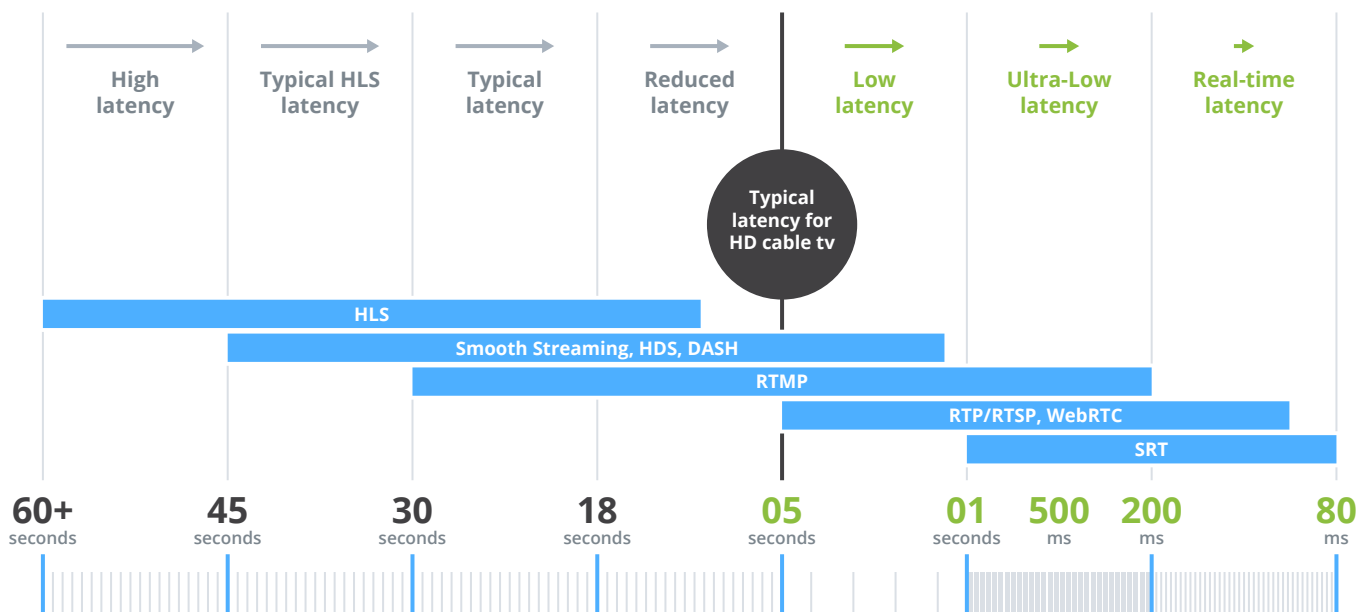 High
latency
Typical HLS
latency
Typical
latency
Reduced
latency
Low
latency
Ultra-Low
latency
Real-time
latency
Typical
latency for
HD cable tv
HLS
Smooth Streaming, HDS, DASH
RTMP
RTP/RTSP, WebRTC
SRT
60+
seconds
45
seconds
30
seconds
18
seconds
05
seconds
01
seconds
500
ms
200
ms
80
ms